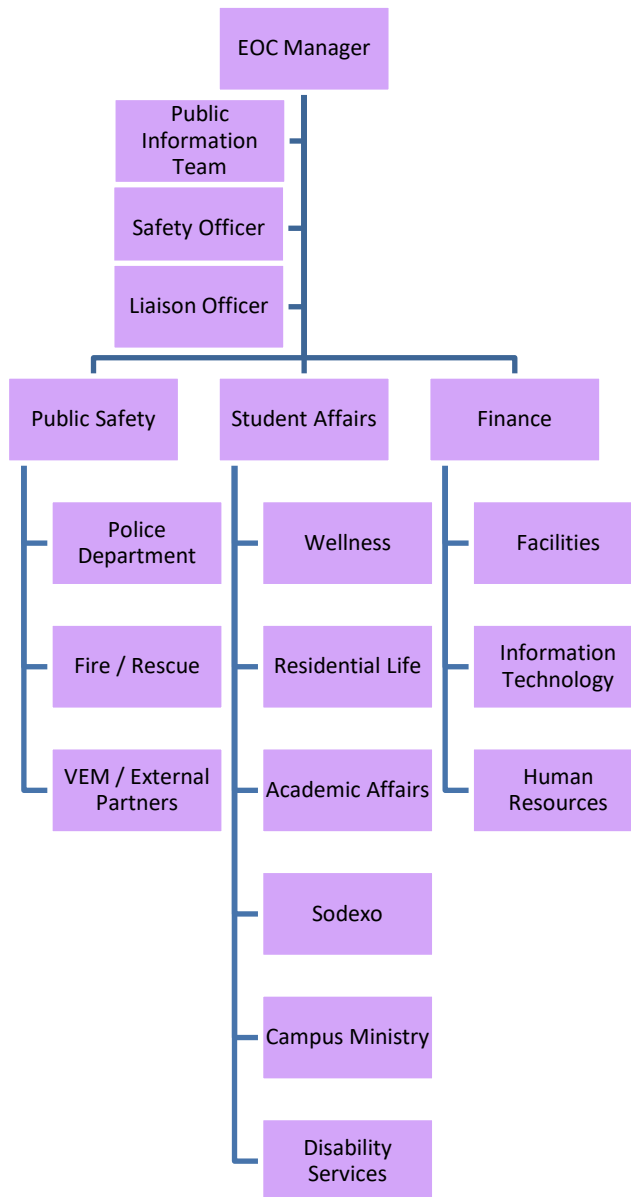 EOC Manager
Public
Information
Team
Safety Officer
Liaison Officer
Public Safety
Student Affairs
Finance
Police
Department
Wellness
Facilities
Fire / Rescue
Residential Life
Information
Technology
VEM / External
Partners
Academic Affairs
Human
Resources
Sodexo
Campus Ministry
Disability
Services